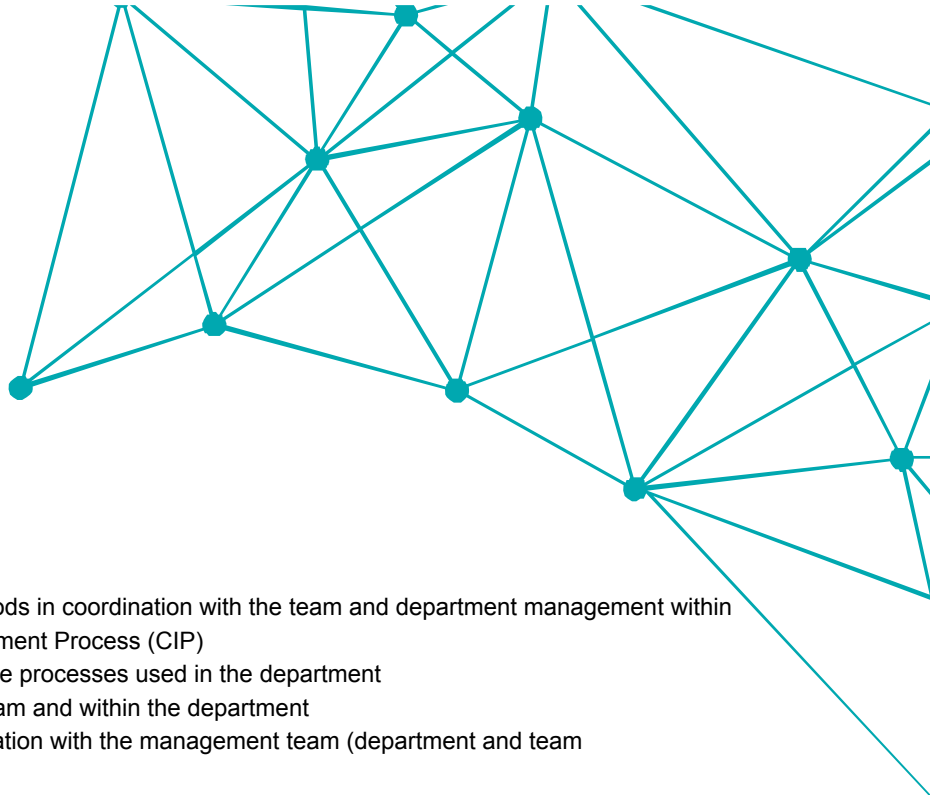 ods in coordination with the team and department management within
ment Process (CIP)
e processes used in the department
am and within the department
ation with the management team (department and team